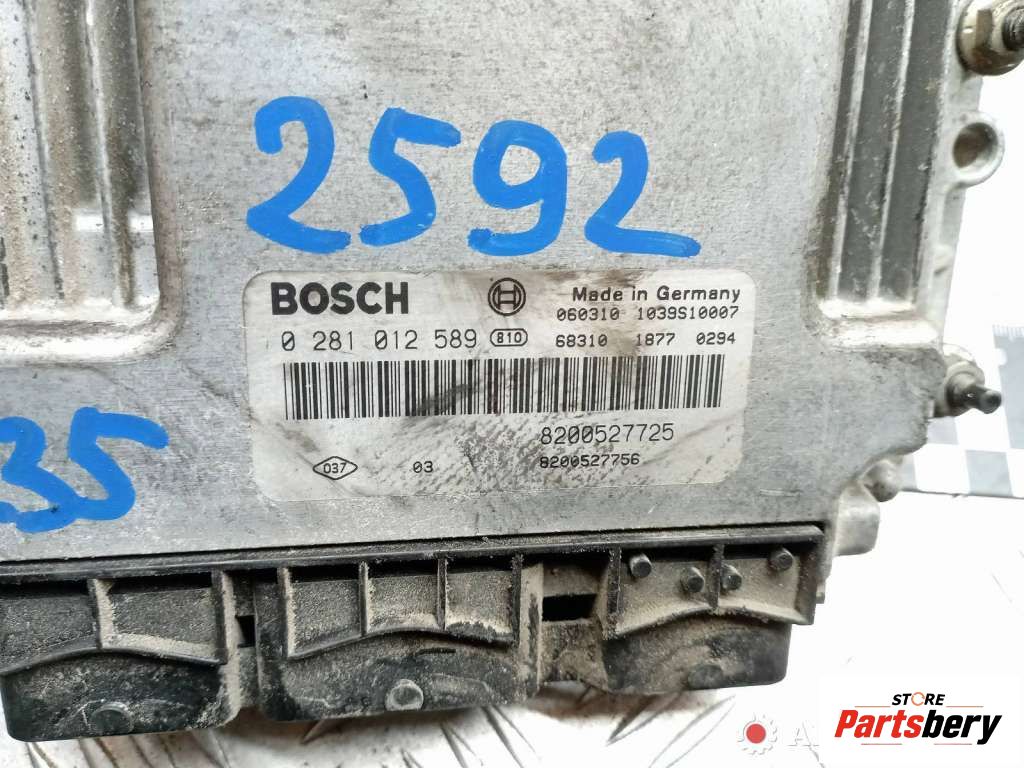 2592
35
BOSCH
Made in Germany
060310 1039S10007
0 281 012 589 810
68310 1877 0294
8200527725
037 03 8200527756
STORE
Partsbery